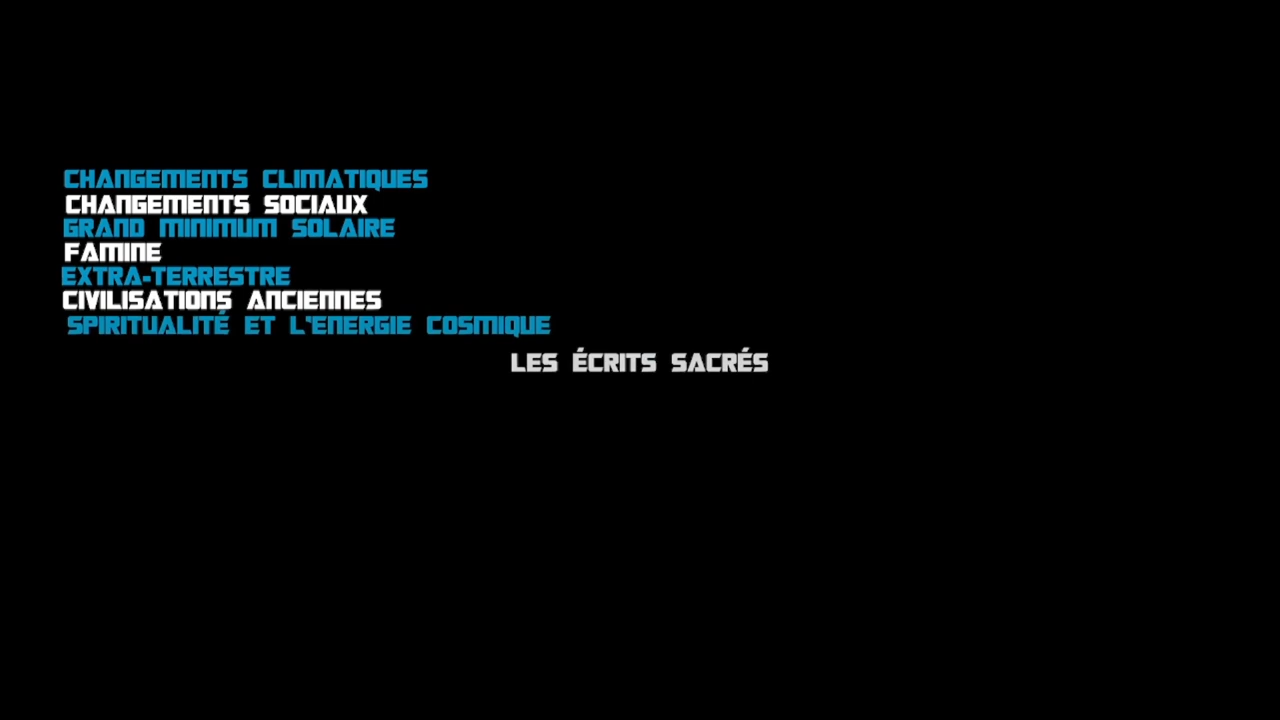 CHANGEMENTS CLIMATIQUES
CHANGEMENTS SOCIAUX
GRAND MINIMUM SOLAIRE
FAMINE
EXTRA-TERRESTRE
CIVILISATIONS ANCIENNES
SPIRITUALITÉ ET L'ENERGIE COSMIQUE
LES ÉCRITS SACRÉS